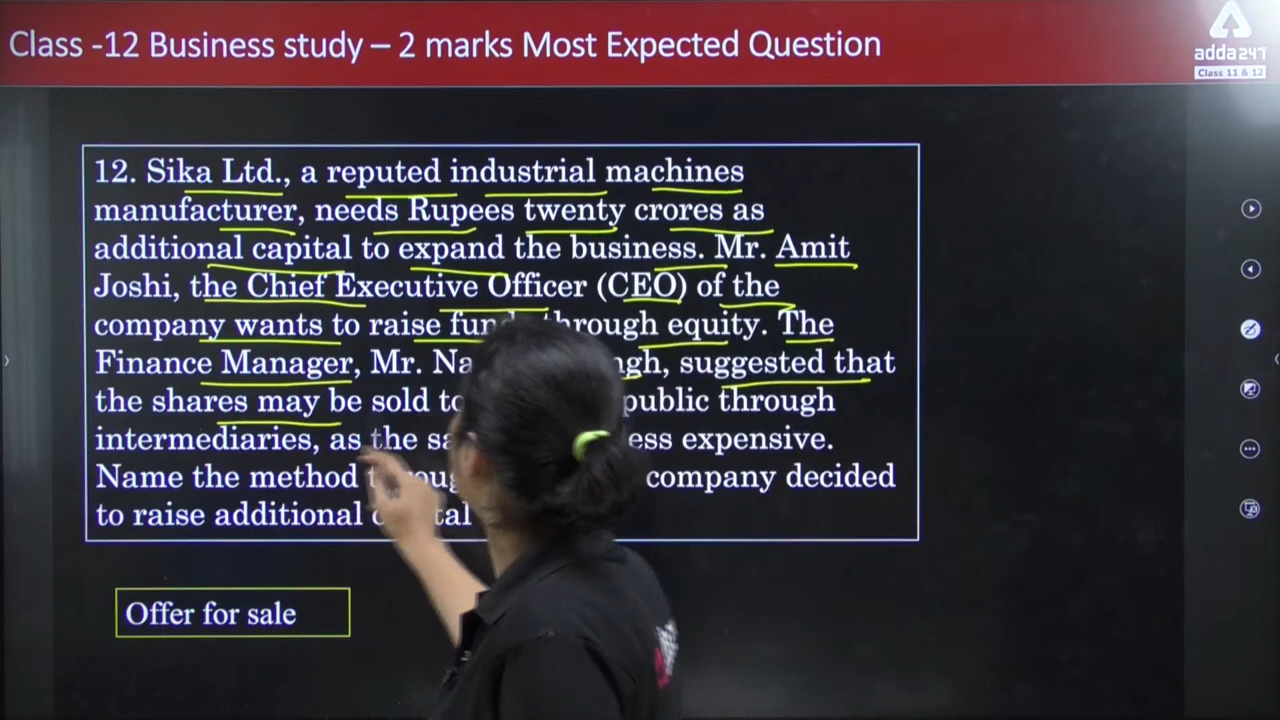 Class -12 Business study – 2 marks Most Expected Question
adda247
Class 11 & 12
12. Sika Ltd., a reputed industrial machines
manufacturer, needs Rupees twenty crores as
additional capital to expand the business. Mr. Amit
Joshi, the Chief Executive Officer (CEO) of the
company wants to raise through equity. The
Finance Manager, Mr. suggested that
the shares may be sold public through
intermediaries, as the expensive.
Name the method company decided
to raise additional
Offer for sale